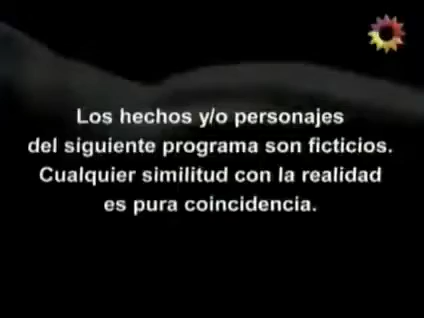 Los hechos y/o personajes
del siguiente programa son ficticios.
Cualquier similitud con la realidad
es pura coincidencia.